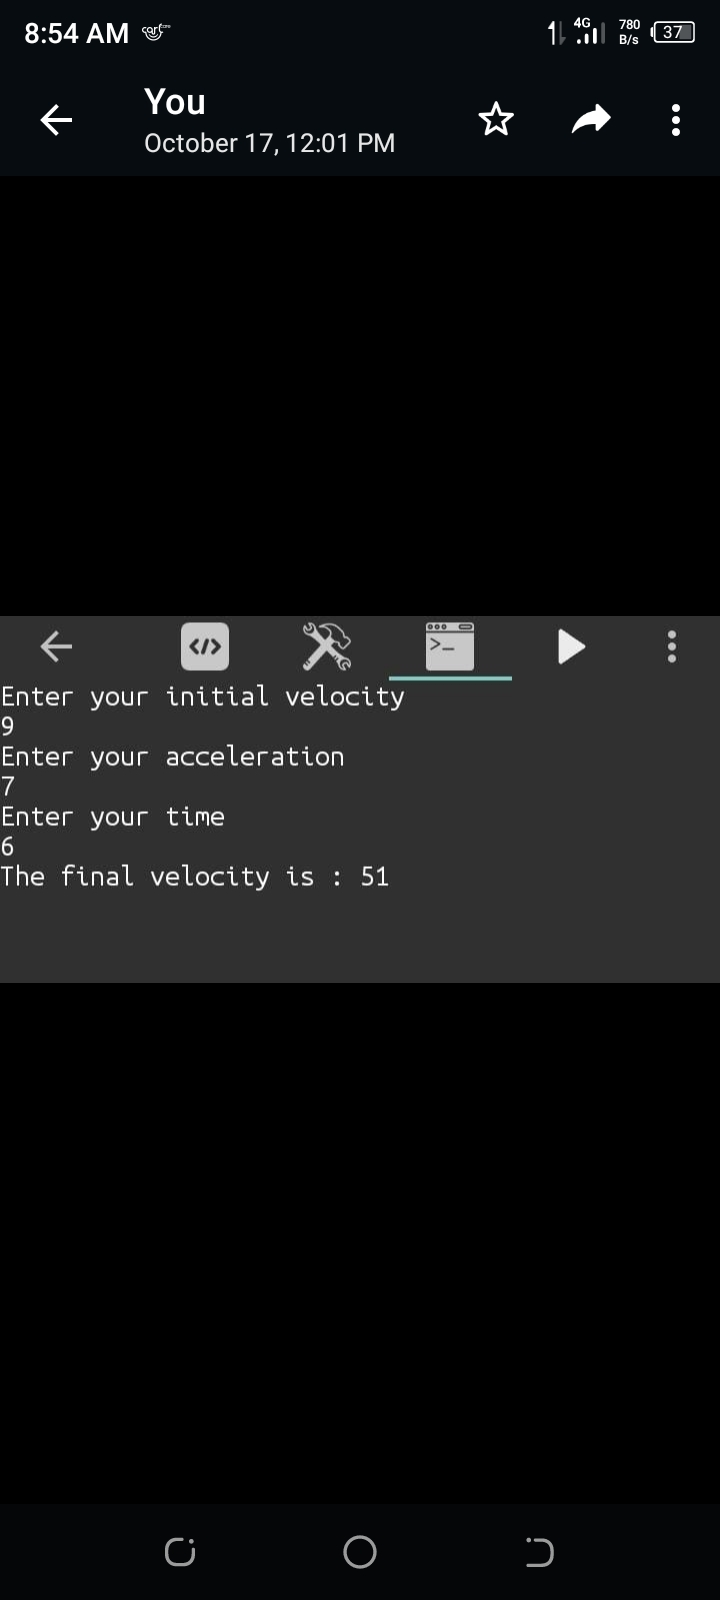 8:54 AM
4G
780
B/s
37
You
October 17, 12:01 PM
</>
>_
Enter your initial velocity
9
Enter your acceleration
7
Enter your time
6
The final velocity is : 51